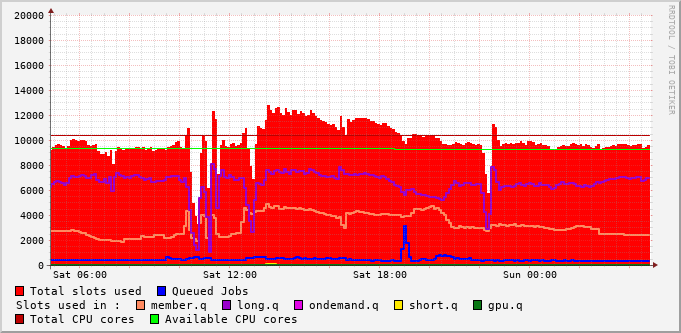 20000
18000
16000
14000
12000
10000
8000
6000
4000
2000
0
Sat 06:00 Sat 12:00 Sat 18:00 Sun 00:00
RRDTOOL / TOBI OETIKER
Total slots used Queued Jobs
Slots used in : member.q long.q ondemand.q short.q gpu.q
Total CPU cores Available CPU cores